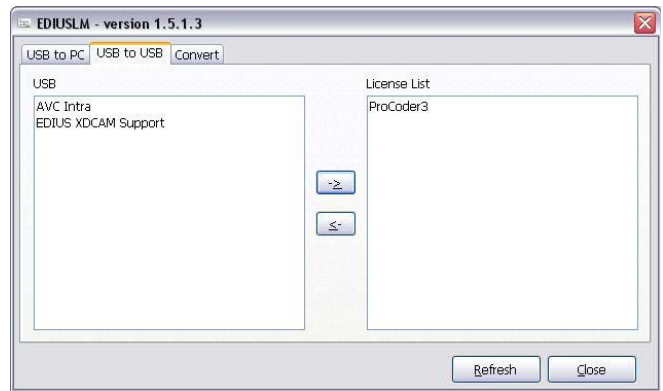 EDIUSLM - version 1.5.1.3
USB to PC USB to USB Convert
USB
License List
AVC Intra
EDIUS XDCAM Support
ProCoder3
->
<-
Refresh Close